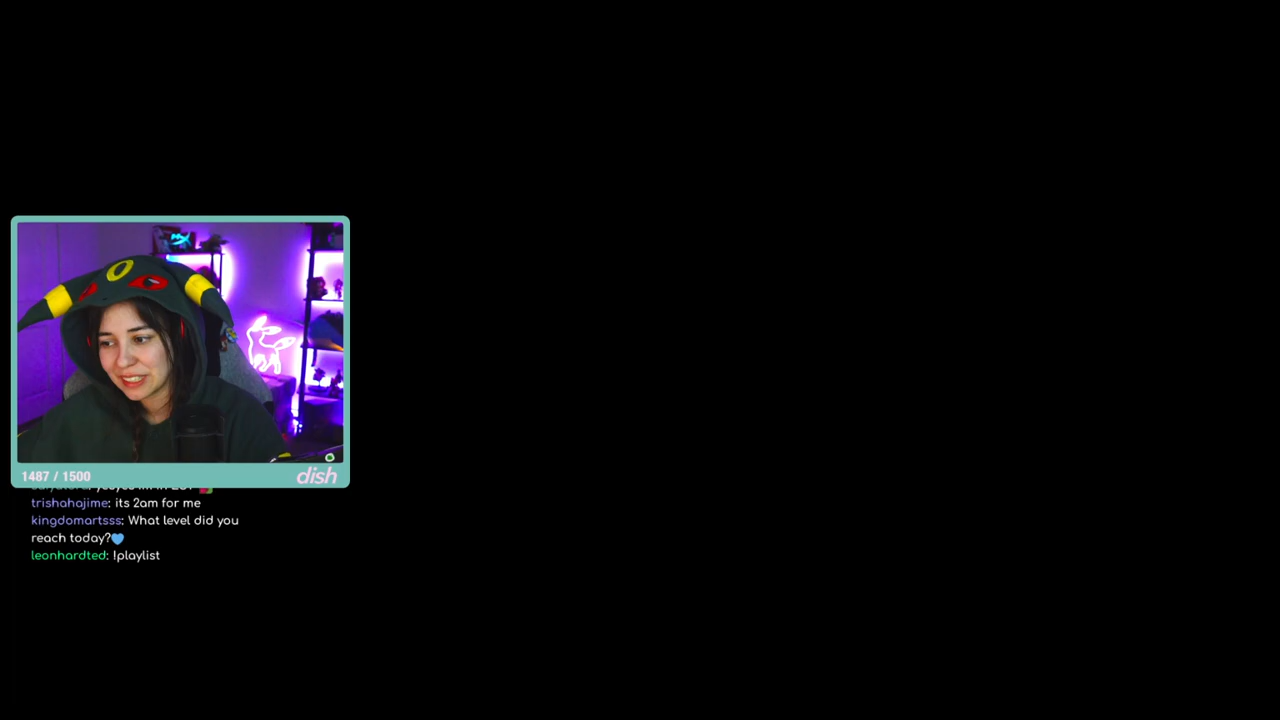 1487 / 1500
dish
trishahajime: its 2am for me
kingdomartsss: What level did you
reach today?
leonhardted: !playlist